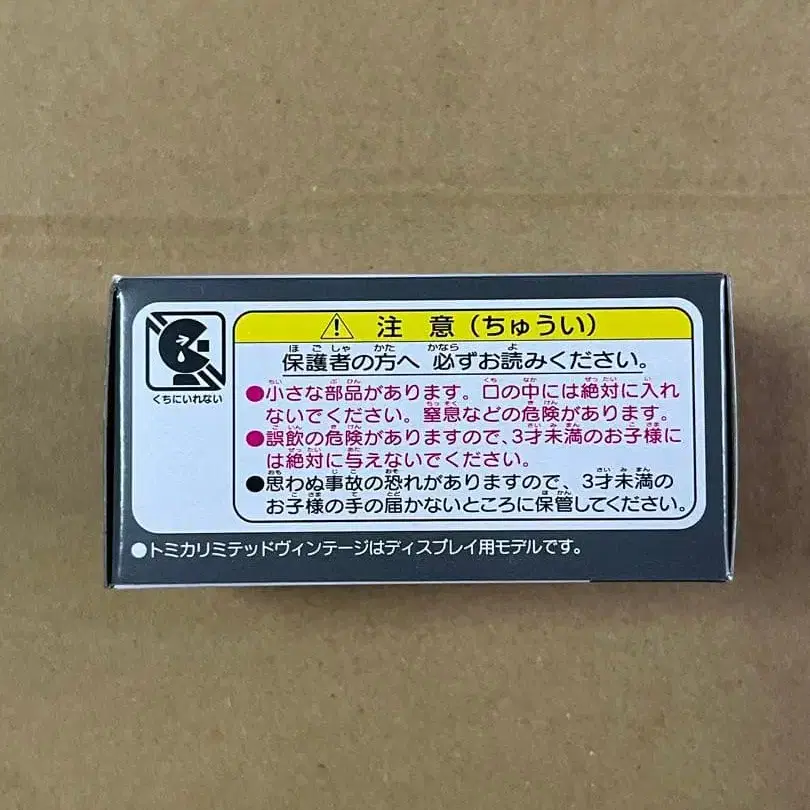 くちにいれない
⚠ 注意(ちゅうい)
保護者の方へ 必ずお読みください。
●小さな部品があります。口の中には絶対に入れ
ないでください。窒息などの危険があります。
●誤飲の危険がありますので、3才未満のお子様に
は絶対に与えないでください。
●思わぬ事故の恐れがありますので、3才未満の
お子様の手の届かないところに保管してください。
●トミカリミテッドヴィンテージはディスプレイ用モデルです。